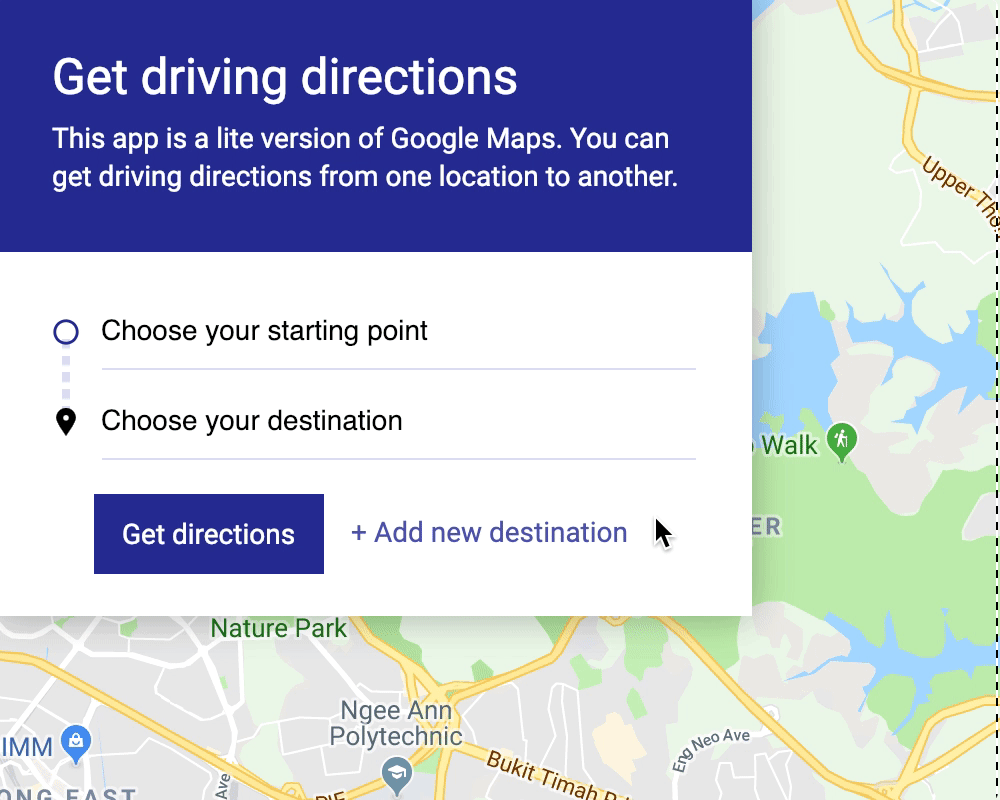 Get driving directions
This app is a lite version of Google Maps. You can
get driving directions from one location to another.
Upper
Choose your starting point
Choose your destination
Walk
Get directions
+ Add new destination
ER
Nature Park
Ngee Ann
Polytechnic
IMM
Eng Neo Ave
Bukit Timah
Ave
PIE
EAST